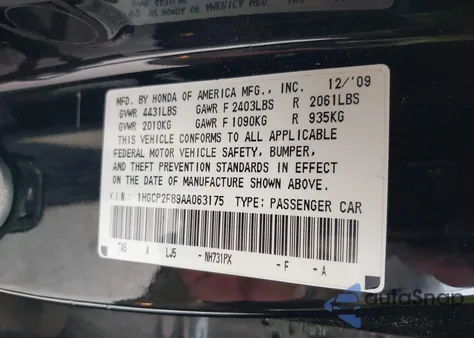 MFD. BY HONDA OF AMERICA MFG., INC. 12/'09
GVWR 4431LBS GAWR F 2403LBS R 2061LBS
GVWR 2010KG GAWR F 1090KG R 935KG
THIS VEHICLE CONFORMS TO ALL APPLICABLE
FEDERAL MOTOR VEHICLE SAFETY, BUMPER,
AND THEFT PREVENTION STANDARDS IN EFFECT
ON THE DATE OF MANUFACTURE SHOWN ABOVE.
V.I.N.: 1HGCP2F89AA063175 TYPE: PASSENGER CAR
TA5 A LJ5 - NH731PX - F - A
autoSnap